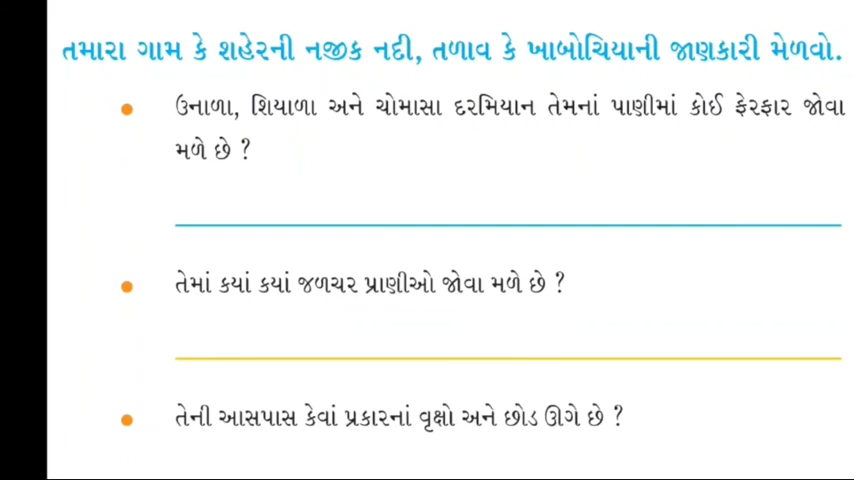 તમારા ગામ કે શહેરની નજીક નદી, તળાવ કે ખાબોચિયાની જાણકારી મેળવો.
ઉનાળા, શિયાળા અને ચોમાસા દરમિયાન તેમનાં પાણીમાં કોઈ ફેરફાર જોવા
મળે છે ?
તેમાં કયાં કયાં જળચર પ્રાણીઓ જોવા મળે છે ?
તેની આસપાસ કેવાં પ્રકારનાં વૃક્ષો અને છોડ ઊગે છે ?